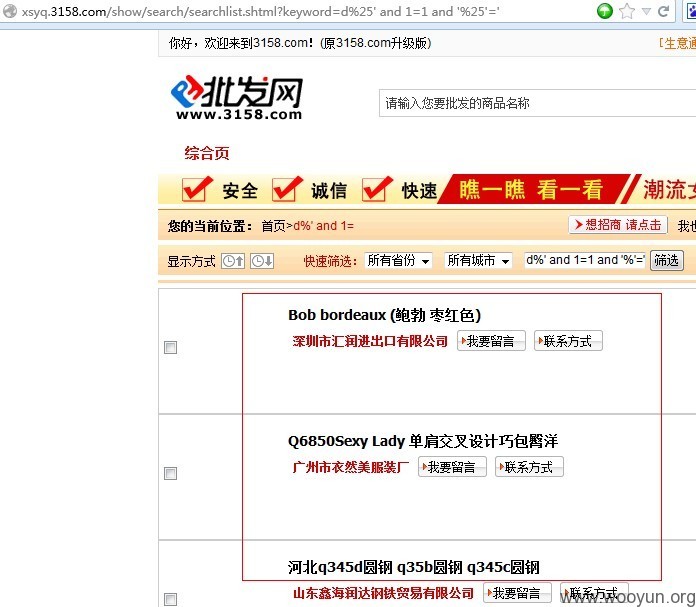 xsyq.3158.com/show/search/searchlist.shtml?keyword=d%25' and 1=1 and '%25'='
你好，欢迎来到3158.com！(原3158.com升级版)
[生意通
批发网
www.3158.com
请输入您要批发的商品名称
综合页
安全 诚信 快速 瞧一瞧 看一看 潮流女
您的当前位置： 首页>d%' and 1=
想招商 请点击 我也
显示方式 快速筛选： 所有省份 所有城市 d%' and 1=1 and '%'=' 筛选
Bob bordeaux (鲍勃 枣红色)
深圳市汇润进出口有限公司 我要留言 联系方式
Q6850Sexy Lady 单肩交叉设计巧包臀洋
广州市衣然美服装厂 我要留言 联系方式
河北q345d圆钢 q35b圆钢 q345c圆钢
山东鑫海润达钢铁贸易有限公司 我要留言 联系方式
www.wooyun.org